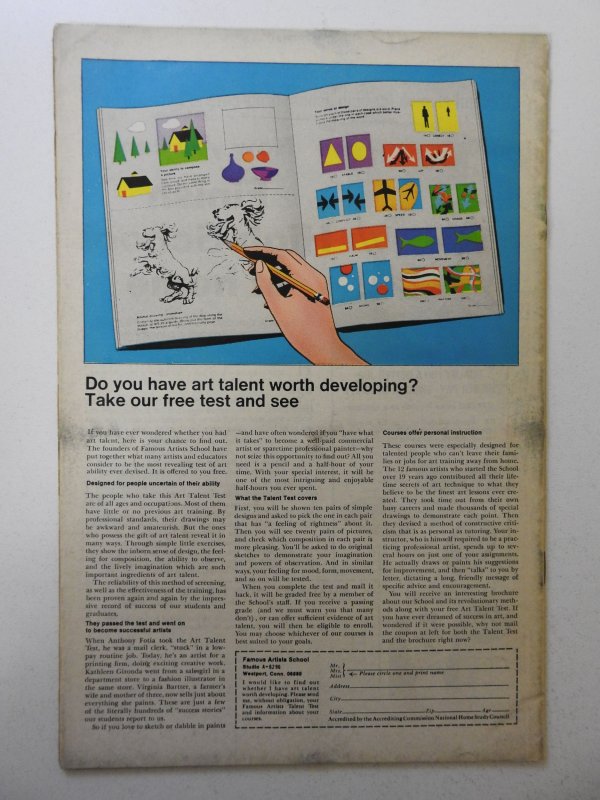 Your sense of design
Your ability to complete
a picture
Do you have art talent worth developing?
Take our free test and see
If you have ever wondered whether you had
art talent, here is your chance to find out.
The founders of Famous Artists School have
put together what many artists and educators
consider to be the most revealing test of art
ability ever devised. It is offered to you free.
Designed for people uncertain of their ability
The people who take this Art Talent Test
are of all ages and occupations. Most of them
have little or no previous art training. By
professional standards, their drawings may
be awkward and amateurish. But the ones
who possess the gift of art talent reveal it in
many ways. Through simple little exercises,
they show the inborn sense of design, the feel-
ing for composition, the ability to observe,
and the lively imagination which are such
important ingredients of art talent.
The reliability of this method of screening,
as well as the effectiveness of the training, has
been proven again and again by the impres-
sive record of success of our students and
graduates.
They passed the test and went on
to become successful artists
When Anthony Fotia took the Art Talent
Test, he was a mail clerk, "stuck" in a low-
pay routine job. Today, he's an artist for a
printing firm, doing exciting creative work.
Kathleen Gironda went from a salesgirl in a
department store to a fashion illustrator in
the same store. Virginia Bartter, a farmer's
wife and mother of three, now sells just about
everything she paints. These are just a few
of the literally hundreds of "success stories"
our students report to us.
So if you love to sketch or dabble in paints
—and have often wondered if you "have what
it takes" to become a well-paid commercial
artist or sparetime professional painter—why
not seize this opportunity to find out? All you
need is a pencil and a half-hour of your
time. With your special interest, it will be
one of the most intriguing and enjoyable
half-hours you ever spent.
What the Talent Test covers
First, you will be shown ten pairs of simple
designs and asked to pick the one in each pair
that has "a feeling of rightness" about it.
Then you will see twenty pairs of pictures,
and check which composition in each pair is
more pleasing. You'll be asked to do original
sketches to demonstrate your imagination
and powers of observation. And in similar
ways, your feeling for mood, form, movement,
and so on will be tested.
When you complete the test and mail it
back, it will be graded free by a member of
the School's staff. If you receive a passing
grade (and we must warn you that many
don't), or can offer sufficient evidence of art
talent, you will then be eligible to enroll.
You may choose whichever of our courses is
best suited to your goals.
Courses offer personal instruction
These courses were especially designed for
talented people who can't leave their fami-
lies or jobs for art training away from home.
The 12 famous artists who started the School
over 19 years ago contributed all their life-
time secrets of art technique to what they
believe to be the finest art lessons ever cre-
ated. They took time out from their own
busy careers and made thousands of special
drawings to demonstrate each point. Then
they devised a method of constructive criti-
cism that is as personal as tutoring. Your in-
structor, who is himself required to be a prac-
ticing professional artist, spends up to sev-
eral hours on just one of your assignments.
He actually draws or paints his suggestions
for improvement, and then "talks" to you by
letter, dictating a long, friendly message of
specific advice and encouragement.
You will receive an interesting brochure
about our School and its revolutionary meth-
ods along with your free Art Talent Test. If
you have ever dreamed of success in art, and
wondered if it were possible, why not mail
the coupon at left for both the Talent Test
and the brochure right now?
Famous Artists School
Westport, Conn. 06880
I would like to find out
whether I have art talent
worth developing. Please send
me, without obligation, your
Famous Artists Talent Test
and information about your
courses.
Mr.
Mrs.
Miss Please circle one and print name
Address
City
State Zip Age
Accredited by the Accrediting Commission National Home Study Council